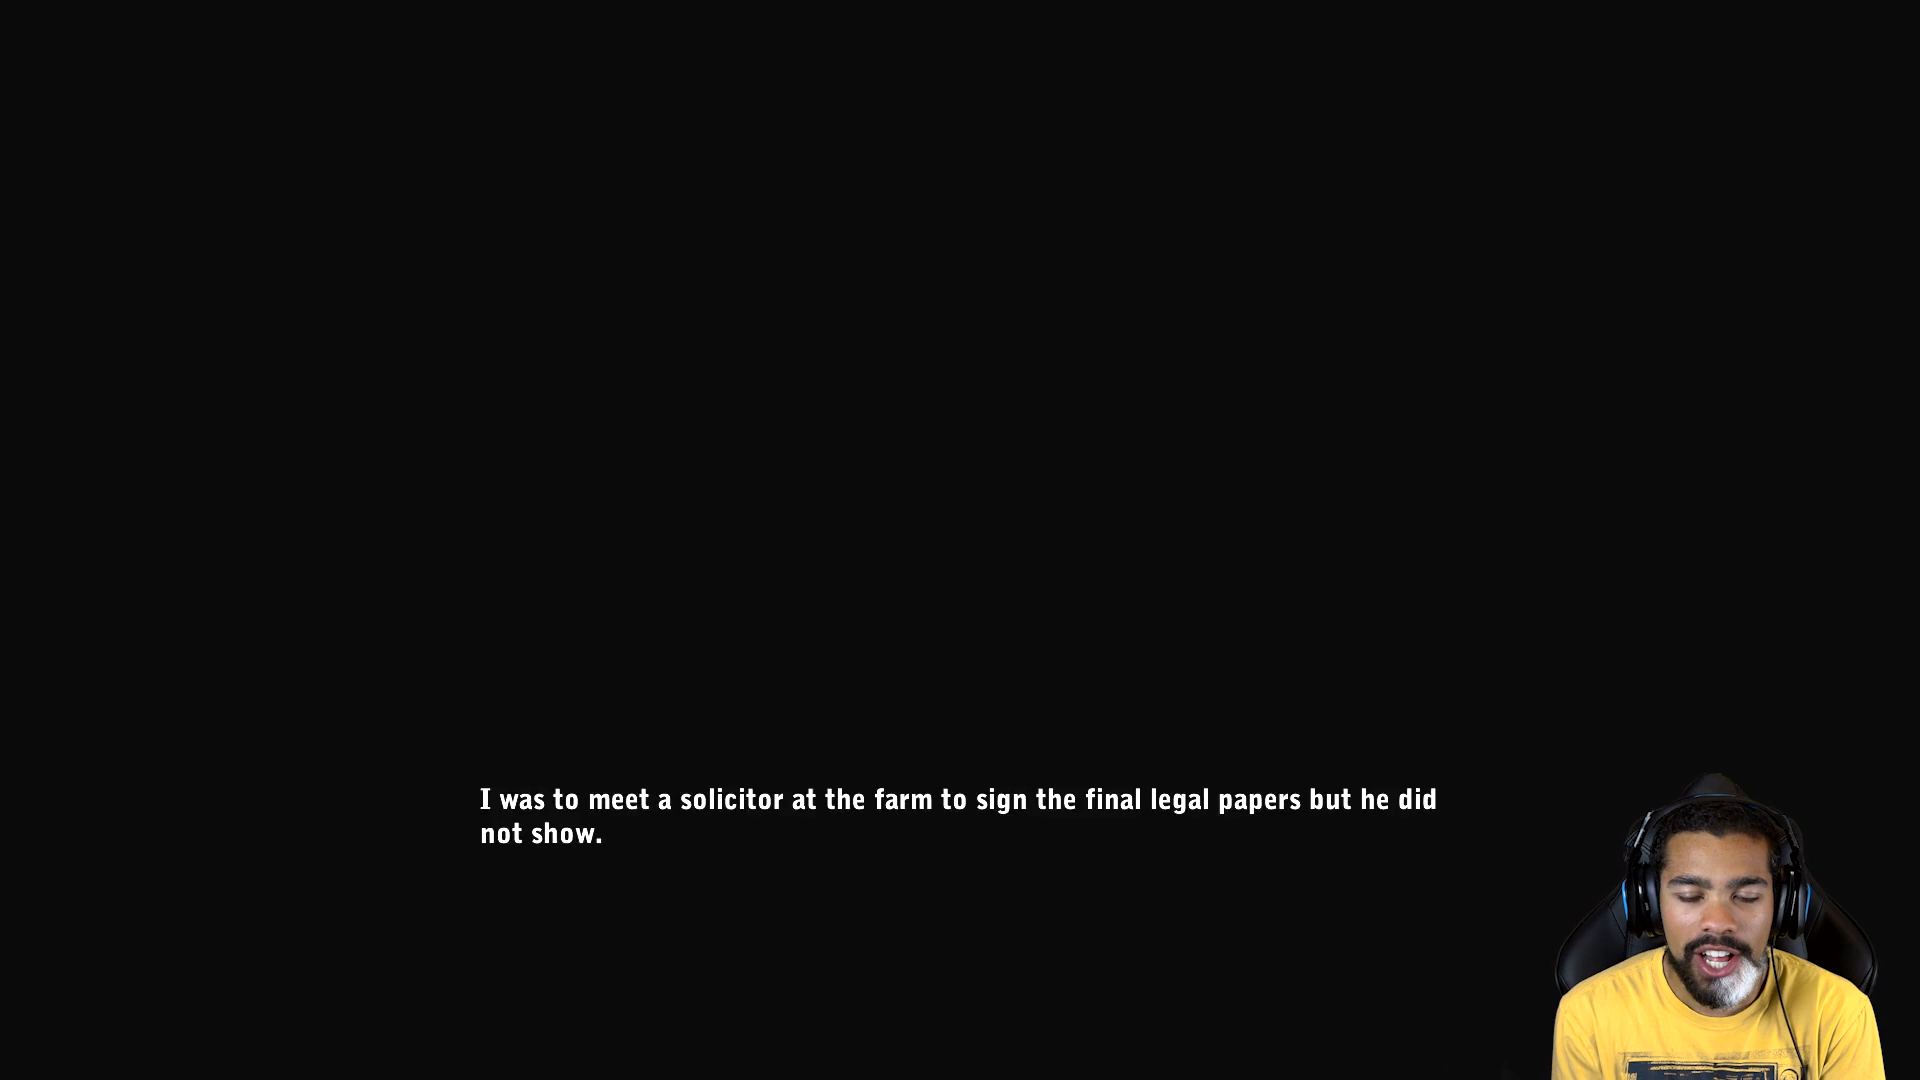 I was to meet a solicitor at the farm to sign the final legal papers but he did
not show.